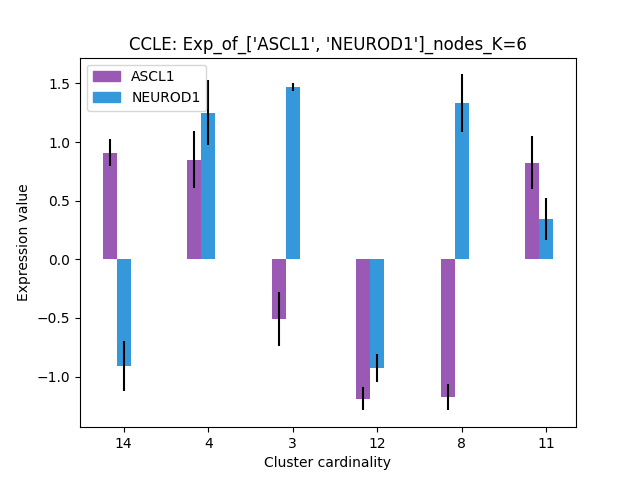 CCLE: Exp_of_['ASCL1', 'NEUROD1']_nodes_K=6
ASCL1
NEUROD1
1.5
1.0
0.5
0.0
−0.5
−1.0
Expression value
14 4 3 12 8 11
Cluster cardinality